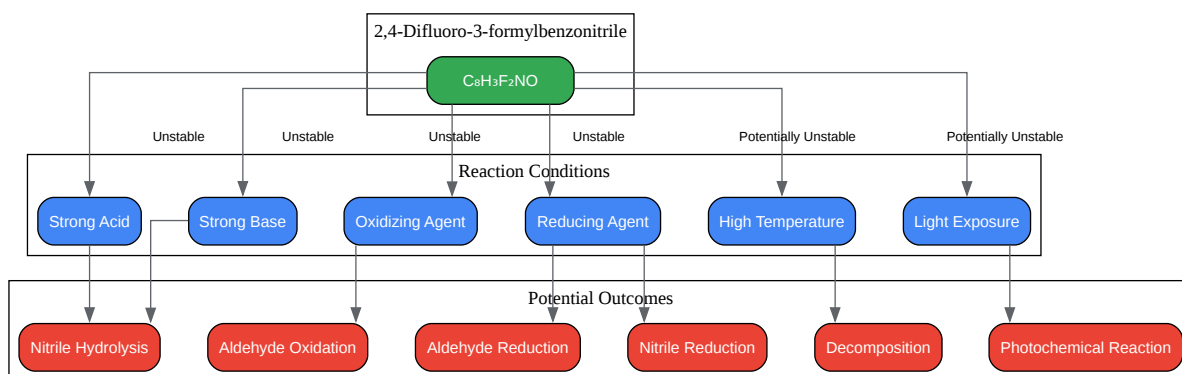 2,4-Difluoro-3-formylbenzonitrile
C₈H₃F₂NO
Unstable
Unstable
Unstable
Unstable
Potentially Unstable
Potentially Unstable
Reaction Conditions
Strong Acid
Strong Base
Oxidizing Agent
Reducing Agent
High Temperature
Light Exposure
Potential Outcomes
Nitrile Hydrolysis
Aldehyde Oxidation
Aldehyde Reduction
Nitrile Reduction
Decomposition
Photochemical Reaction